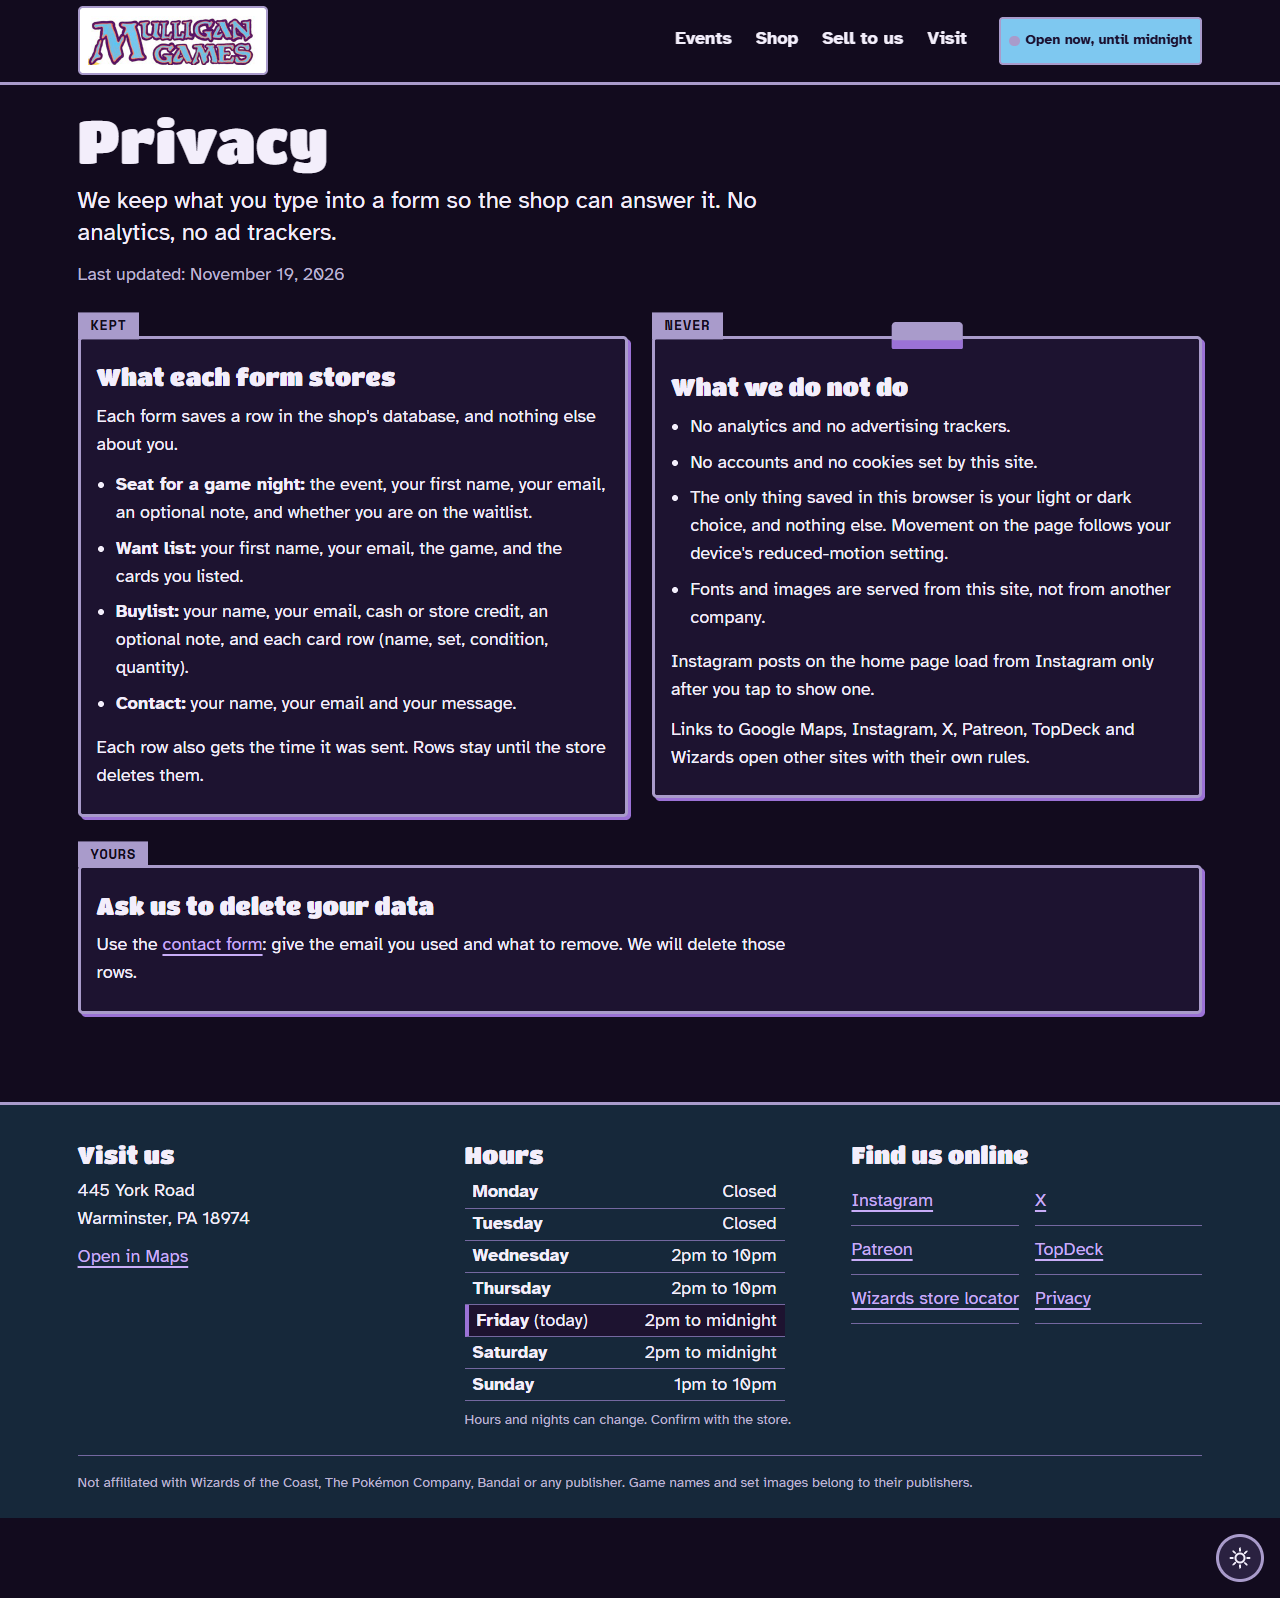 MULLIGAN
GAMES
Events Shop Sell to us Visit
Open now, until midnight
Privacy
We keep what you type into a form so the shop can answer it. No
analytics, no ad trackers.
Last updated: November 19, 2026
KEPT
What each form stores
Each form saves a row in the shop's database, and nothing else
about you.
• Seat for a game night: the event, your first name, your email,
an optional note, and whether you are on the waitlist.
• Want list: your first name, your email, the game, and the
cards you listed.
• Buylist: your name, your email, cash or store credit, an
optional note, and each card row (name, set, condition,
quantity).
• Contact: your name, your email and your message.
Each row also gets the time it was sent. Rows stay until the store
deletes them.
NEVER
What we do not do
• No analytics and no advertising trackers.
• No accounts and no cookies set by this site.
• The only thing saved in this browser is your light or dark
choice, and nothing else. Movement on the page follows your
device's reduced-motion setting.
• Fonts and images are served from this site, not from another
company.
Instagram posts on the home page load from Instagram only
after you tap to show one.
Links to Google Maps, Instagram, X, Patreon, TopDeck and
Wizards open other sites with their own rules.
YOURS
Ask us to delete your data
Use the contact form: give the email you used and what to remove. We will delete those
rows.
Visit us
445 York Road
Warminster, PA 18974
Open in Maps
Hours
Monday Closed
Tuesday Closed
Wednesday 2pm to 10pm
Thursday 2pm to 10pm
Friday (today) 2pm to midnight
Saturday 2pm to midnight
Sunday 1pm to 10pm
Hours and nights can change. Confirm with the store.
Find us online
Instagram X
Patreon TopDeck
Wizards store locator Privacy
Not affiliated with Wizards of the Coast, The Pokémon Company, Bandai or any publisher. Game names and set images belong to their publishers.